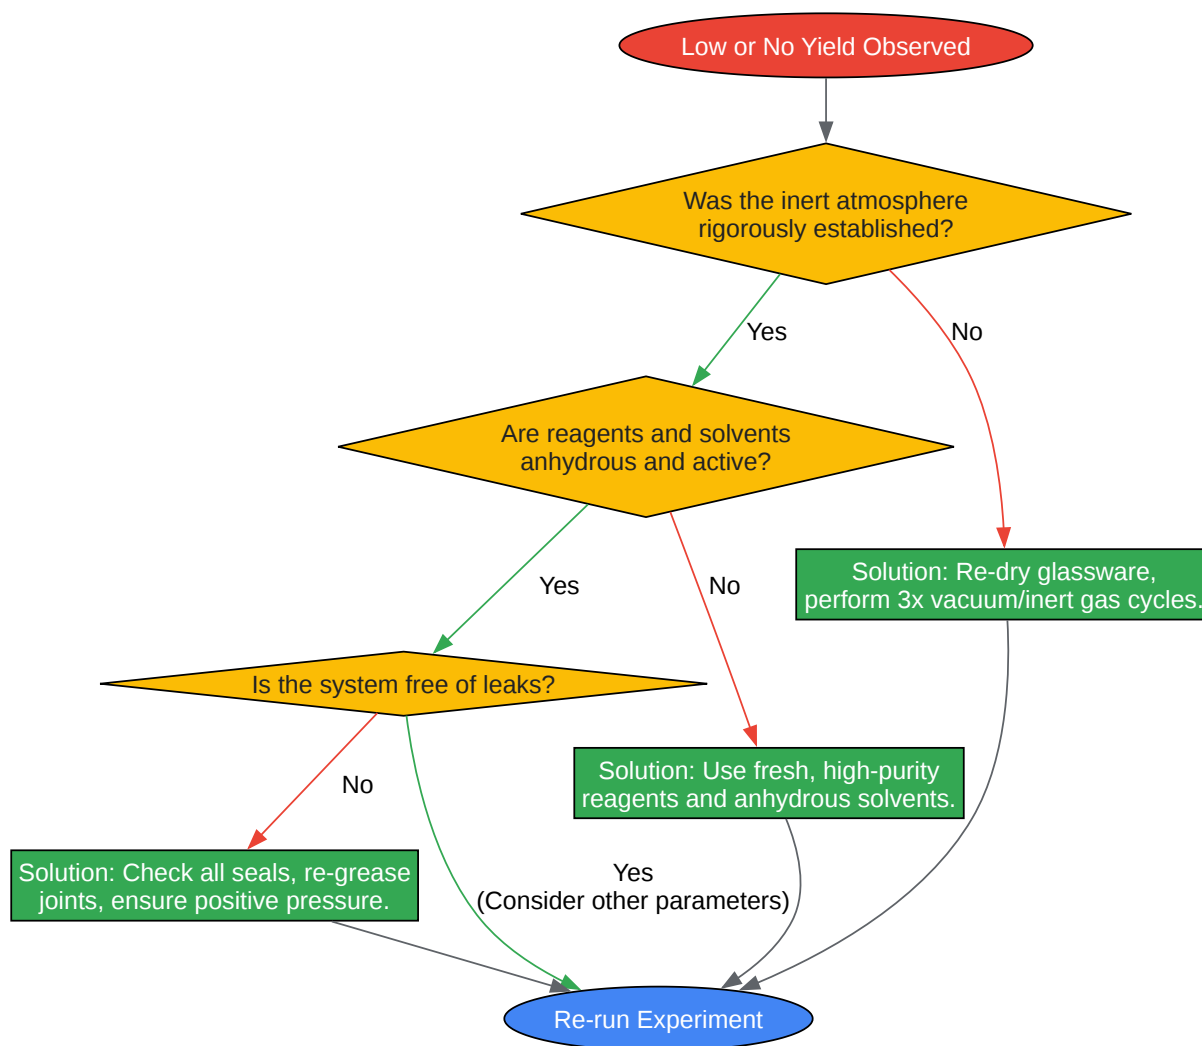 Low or No Yield Observed
Was the inert atmosphere
rigorously established?
Yes
No
Are reagents and solvents
anhydrous and active?
Yes
No
Solution: Re-dry glassware,
perform 3x vacuum/inert gas cycles.
Is the system free of leaks?
No
Solution: Use fresh, high-purity
reagents and anhydrous solvents.
Solution: Check all seals, re-grease
joints, ensure positive pressure.
Yes
(Consider other parameters)
Re-run Experiment